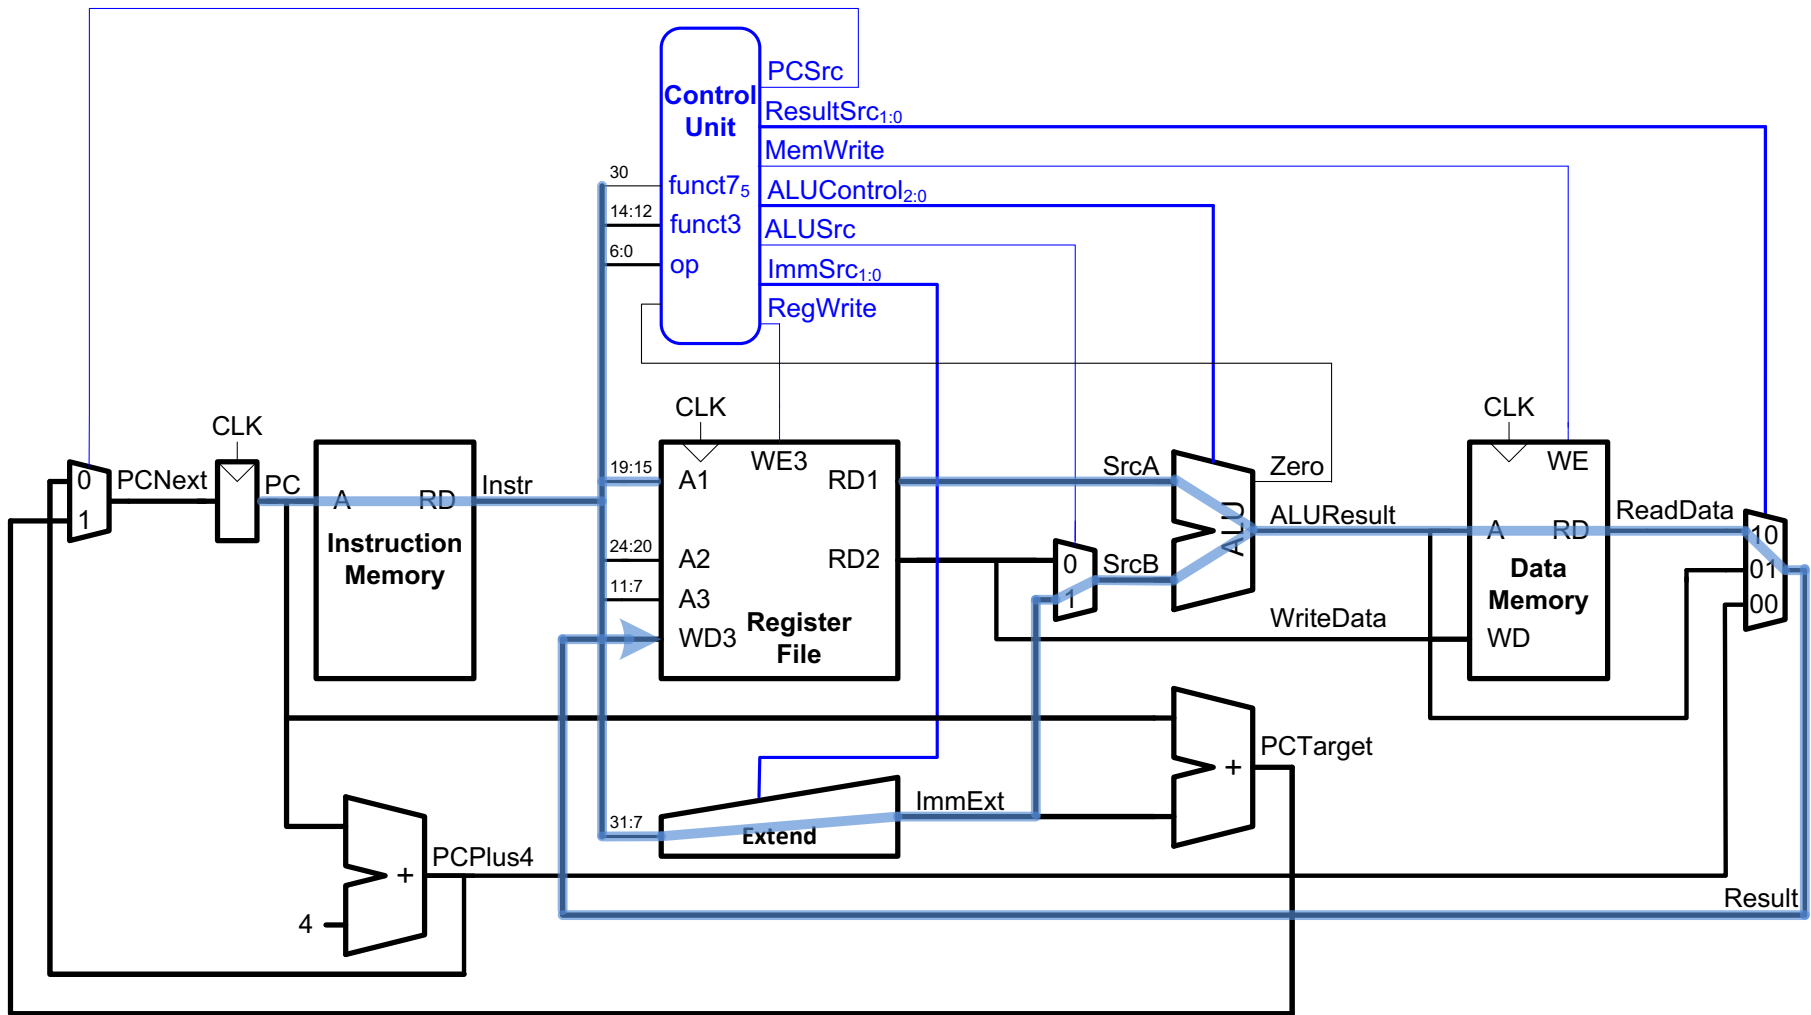 PCSrc
Control
Unit
ResultSrc1:0
MemWrite
30
funct75
ALUControl2:0
14:12
funct3
ALUSrc
6:0
op
ImmSrc1:0
RegWrite
CLK
CLK
CLK
0
PCNext
PC
A
RD
Instr
19:15
A1
WE3
RD1
SrcA
Zero
WE
1
Instruction
Memory
24:20
A2
RD2
0
SrcB
ALU
ALUResult
A
RD
ReadData
10
11:7
A3
1
Data
Memory
01
00
WD3
Register
File
WriteData
WD
PCTarget
+
31:7
Extend
ImmExt
PCPlus4
+
4
Result